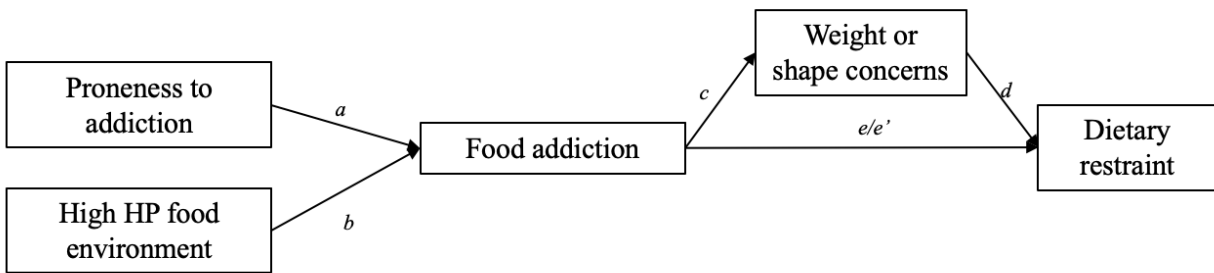 Proneness to
addiction
a
High HP food
environment
b
Food addiction
c
Weight or
shape concerns
d
e/e’
Dietary
restraint